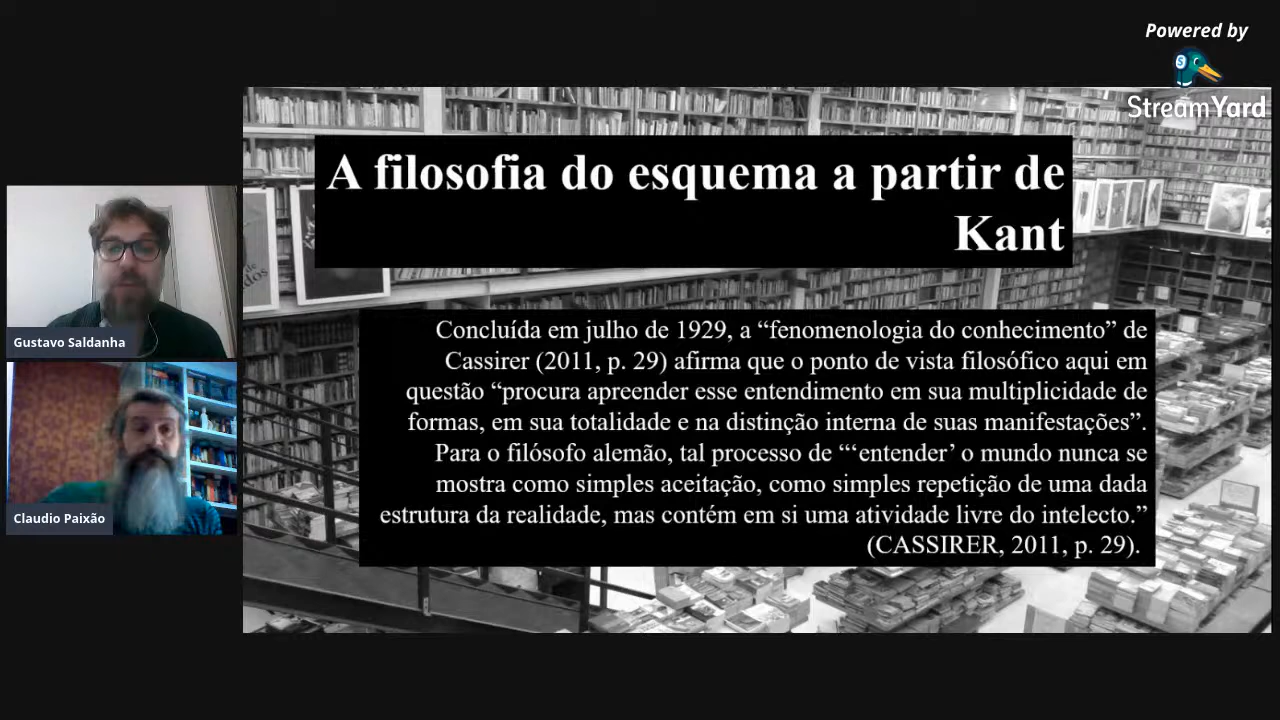 Powered by
StreamYard
A filosofia do esquema a partir de
Kant
Concluída em julho de 1929, a “fenomenologia do conhecimento” de
Cassirer (2011, p. 29) afirma que o ponto de vista filosófico aqui em
questão “procura apreender esse entendimento em sua multiplicidade de
formas, em sua totalidade e na distinção interna de suas manifestações”.
Para o filósofo alemão, tal processo de “‘entender’ o mundo nunca se
mostra como simples aceitação, como simples repetição de uma dada
estrutura da realidade, mas contém em si uma atividade livre do intelecto.”
(CASSIRER, 2011, p. 29).
Gustavo Saldanha
Claudio Paixão